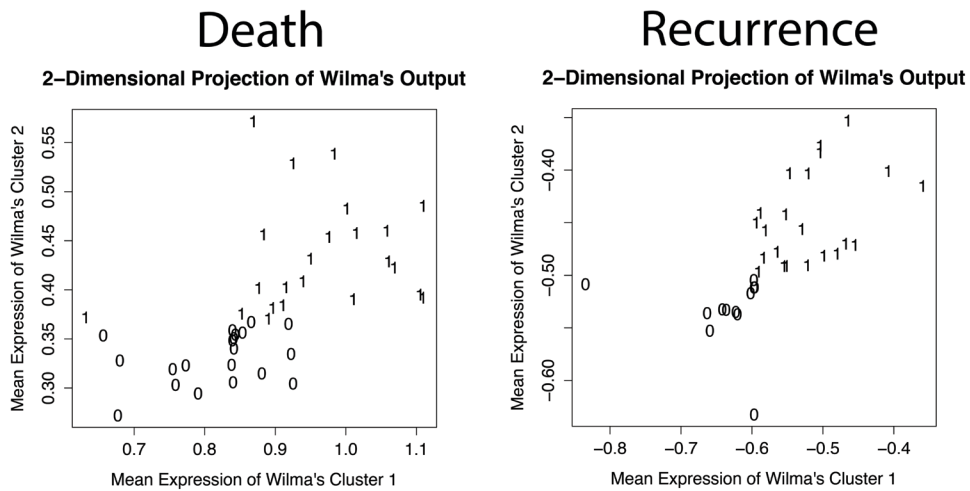 Death
2–Dimensional Projection of Wilma's Output
Mean Expression of Wilma's Cluster 2
0.55
0.50
0.45
0.40
0.35
0.30
0.7 0.8 0.9 1.0 1.1
Mean Expression of Wilma's Cluster 1
Recurrence
2–Dimensional Projection of Wilma's Output
Mean Expression of Wilma's Cluster 2
−0.40
−0.50
−0.60
−0.8 −0.7 −0.6 −0.5 −0.4
Mean Expression of Wilma's Cluster 1